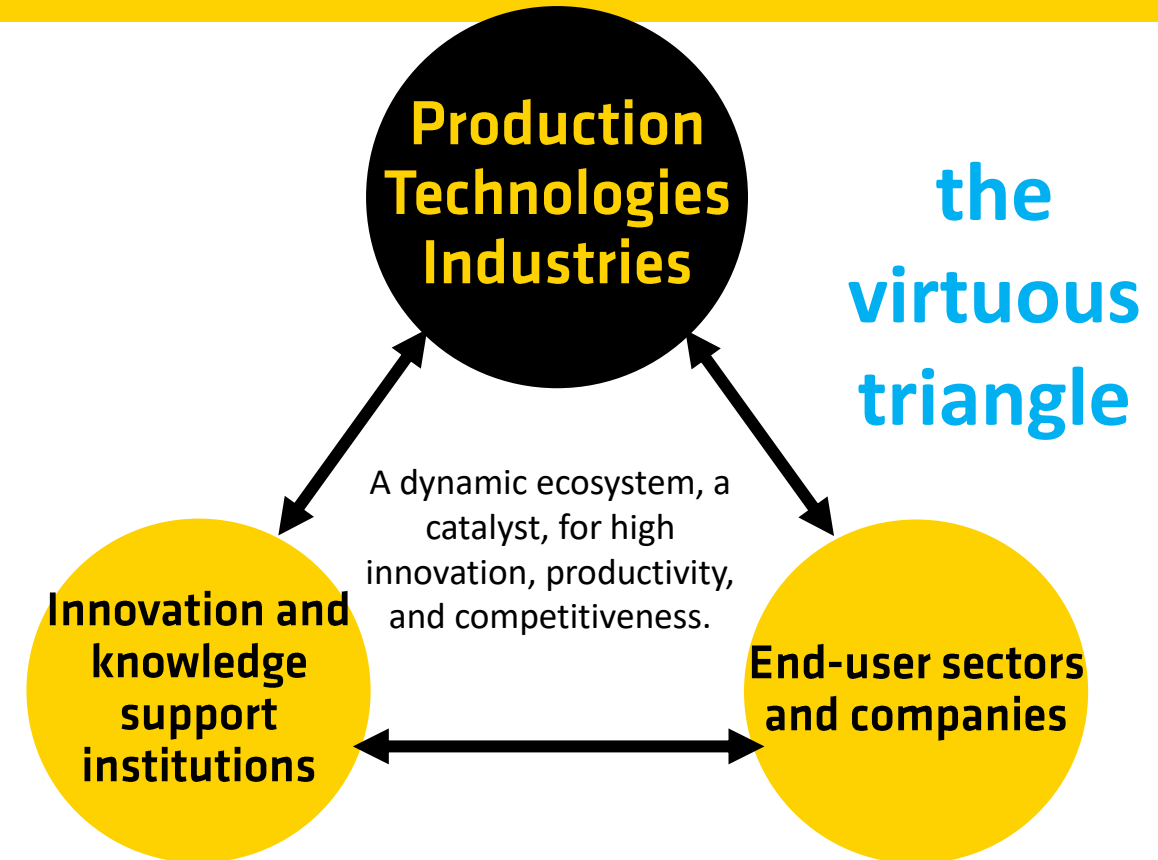 Production
Technologies
Industries
the
virtuous
triangle
A dynamic ecosystem, a
catalyst, for high
innovation, productivity,
and competitiveness.
Innovation and
knowledge
support
institutions
End-user sectors
and companies